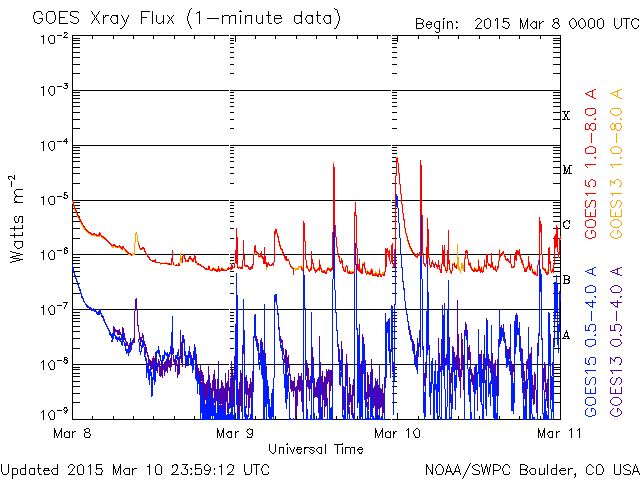 GOES Xray Flux (1-minute data)
Begin: 2015 Mar 8 0000 UTC
Watts m⁻²
10⁻²
10⁻³
10⁻⁴
10⁻⁵
10⁻⁶
10⁻⁷
10⁻⁸
10⁻⁹
X
M
C
B
A
GOES15 1.0-8.0 A
GOES13 1.0-8.0 A
GOES15 0.5-4.0 A
GOES13 0.5-4.0 A
Mar 8 Mar 9 Mar 10 Mar 11
Universal Time
Updated 2015 Mar 10 23:59:12 UTC
NOAA/SWPC Boulder, CO USA